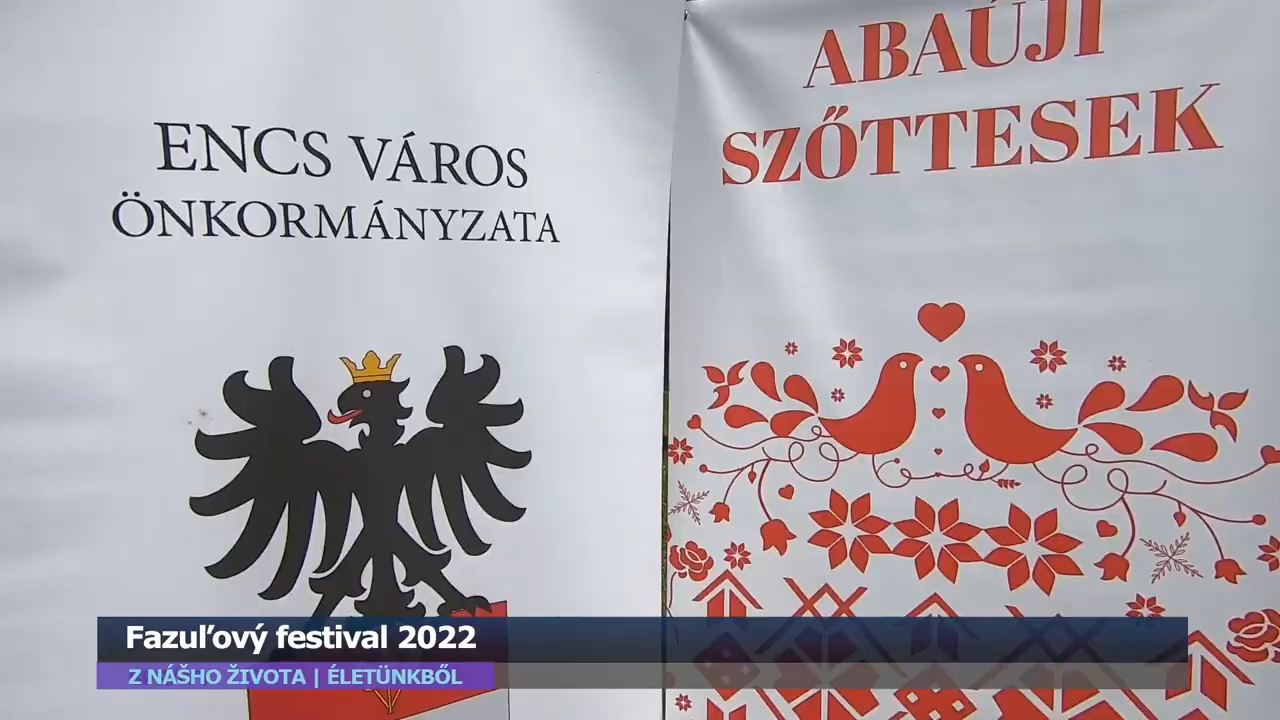 ENCS VÁROS
ÖNKORMÁNYZATA
ABAÚJI
SZŐTTESEK
Fazuľový festival 2022
Z NÁŠHO ŽIVOTA | ÉLETÜNKBŐL